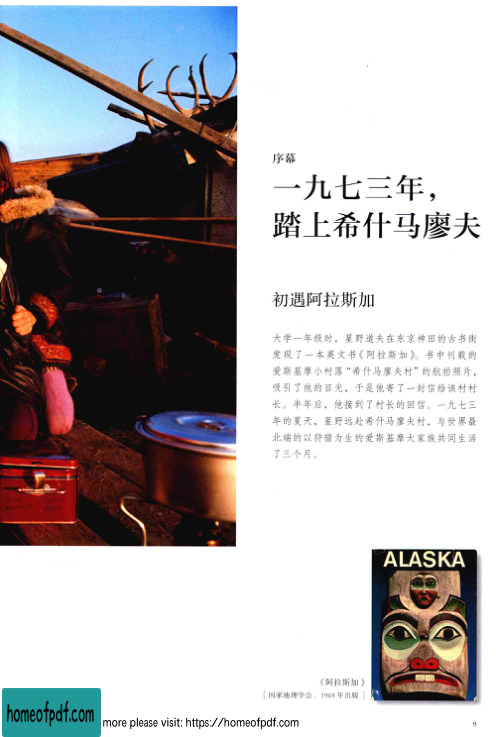 序幕
一九七三年，
踏上希什马廖夫
初遇阿拉斯加
大学一年级时，星野道夫在东京神田的古书街
发现了一本英文书《阿拉斯加》。书中刊载的
爱斯基摩小村落“希什马廖夫村”的航拍照片，
吸引了他的目光，于是他寄了一封信给该村村
长。半年后，他接到了村长的回信。一九七三
年的夏天，星野远赴希什马廖夫村，与世界最
北端的以狩猎为生的爱斯基摩大家族共同生活
了三个月。
ALASKA
《阿拉斯加》
[ 国家地理学会，1969 年出版 ]
homeofpdf.com
more please visit: https://homeofpdf.com
9